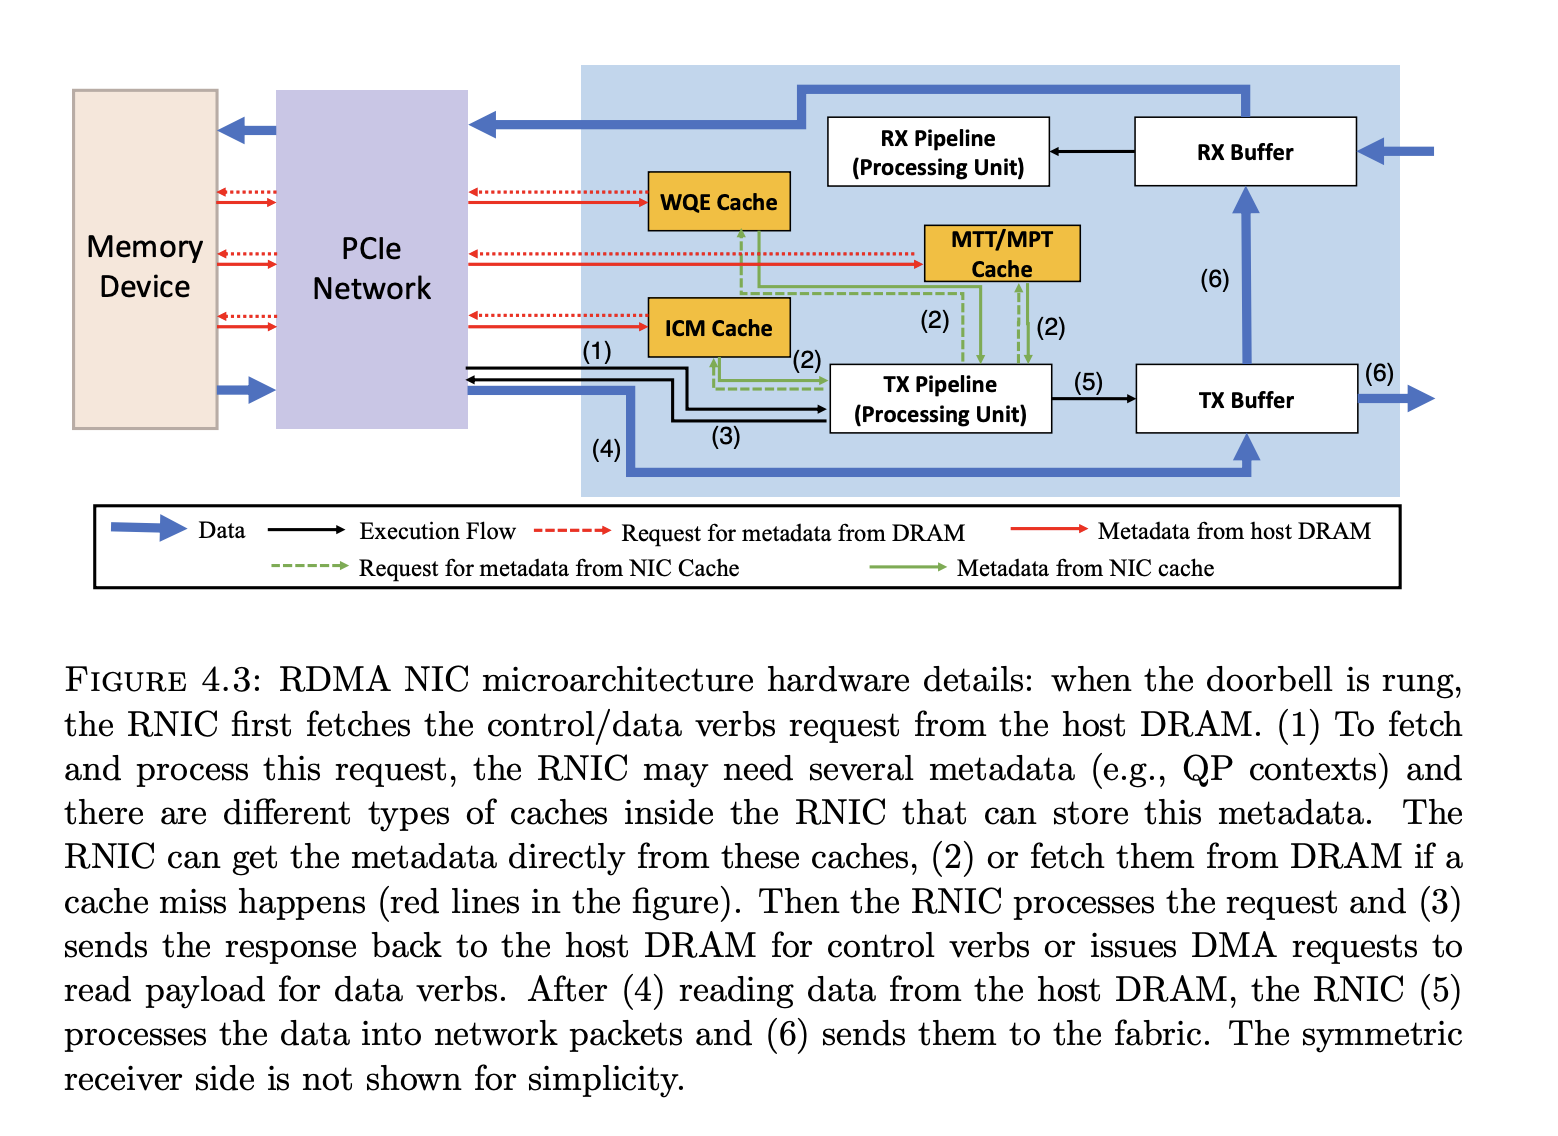 RX Pipeline
(Processing Unit)
RX Buffer
WQE Cache
MTT/MPT
Cache
Memory
Device
PCIe
Network
(6)
ICM Cache
(2)
(2)
(1)
(2)
TX Pipeline
(Processing Unit)
(5)
TX Buffer
(6)
(3)
(4)
Data
Execution Flow
Request for metadata from DRAM
Metadata from host DRAM
Request for metadata from NIC Cache
Metadata from NIC cache
FIGURE 4.3: RDMA NIC microarchitecture hardware details: when the doorbell is rung,
the RNIC first fetches the control/data verbs request from the host DRAM. (1) To fetch
and process this request, the RNIC may need several metadata (e.g., QP contexts) and
there are different types of caches inside the RNIC that can store this metadata. The
RNIC can get the metadata directly from these caches, (2) or fetch them from DRAM if a
cache miss happens (red lines in the figure). Then the RNIC processes the request and (3)
sends the response back to the host DRAM for control verbs or issues DMA requests to
read payload for data verbs. After (4) reading data from the host DRAM, the RNIC (5)
processes the data into network packets and (6) sends them to the fabric. The symmetric
receiver side is not shown for simplicity.